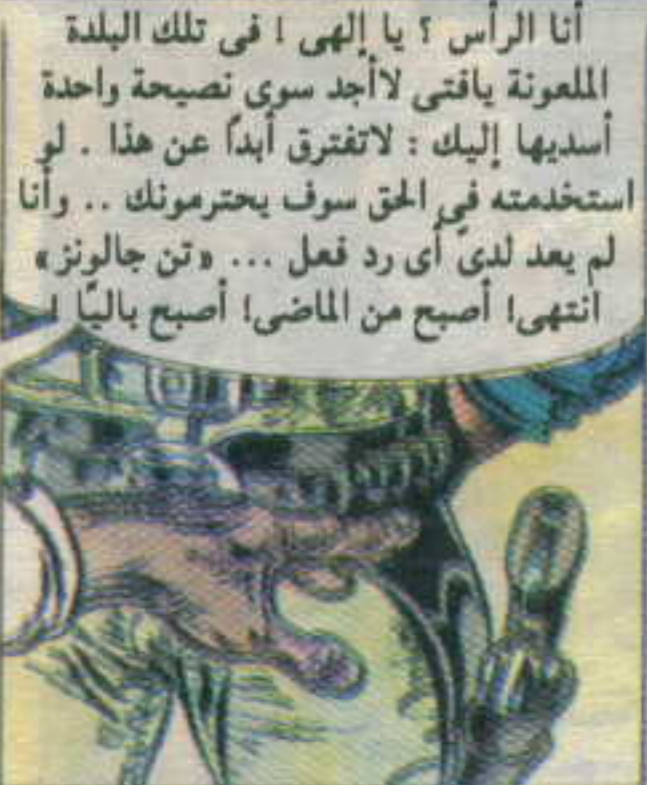 أنا الرأس ؟ يا إلهى ! فى تلك البلدة
الملعونة يافتى لاأجد سوى نصيحة واحدة
أسديها إليك : لاتفترق أبدًا عن هذا . لو
استخدمته في الحق سوف يحترمونك .. وأنا
لم يعد لدىّ أى رد فعل ... «تن جالونز»
انتهى! أصبح من الماضى! أصبح باليًا !